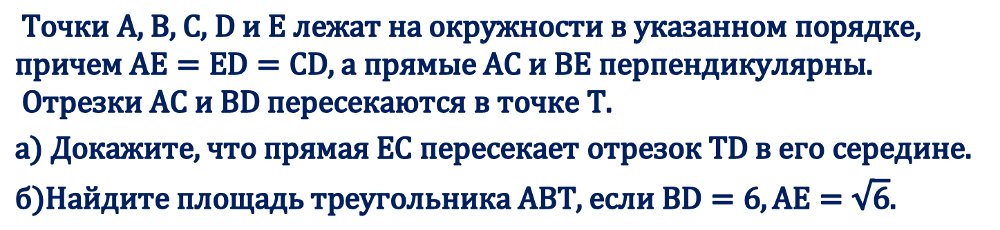 Точки A, B, C, D и E лежат на окружности в указанном порядке,
причем AE = ED = CD, а прямые AC и BE перпендикулярны.
Отрезки AC и BD пересекаются в точке T.
а) Докажите, что прямая EC пересекает отрезок TD в его середине.
б)Найдите площадь треугольника ABT, если BD = 6, AE = √6.